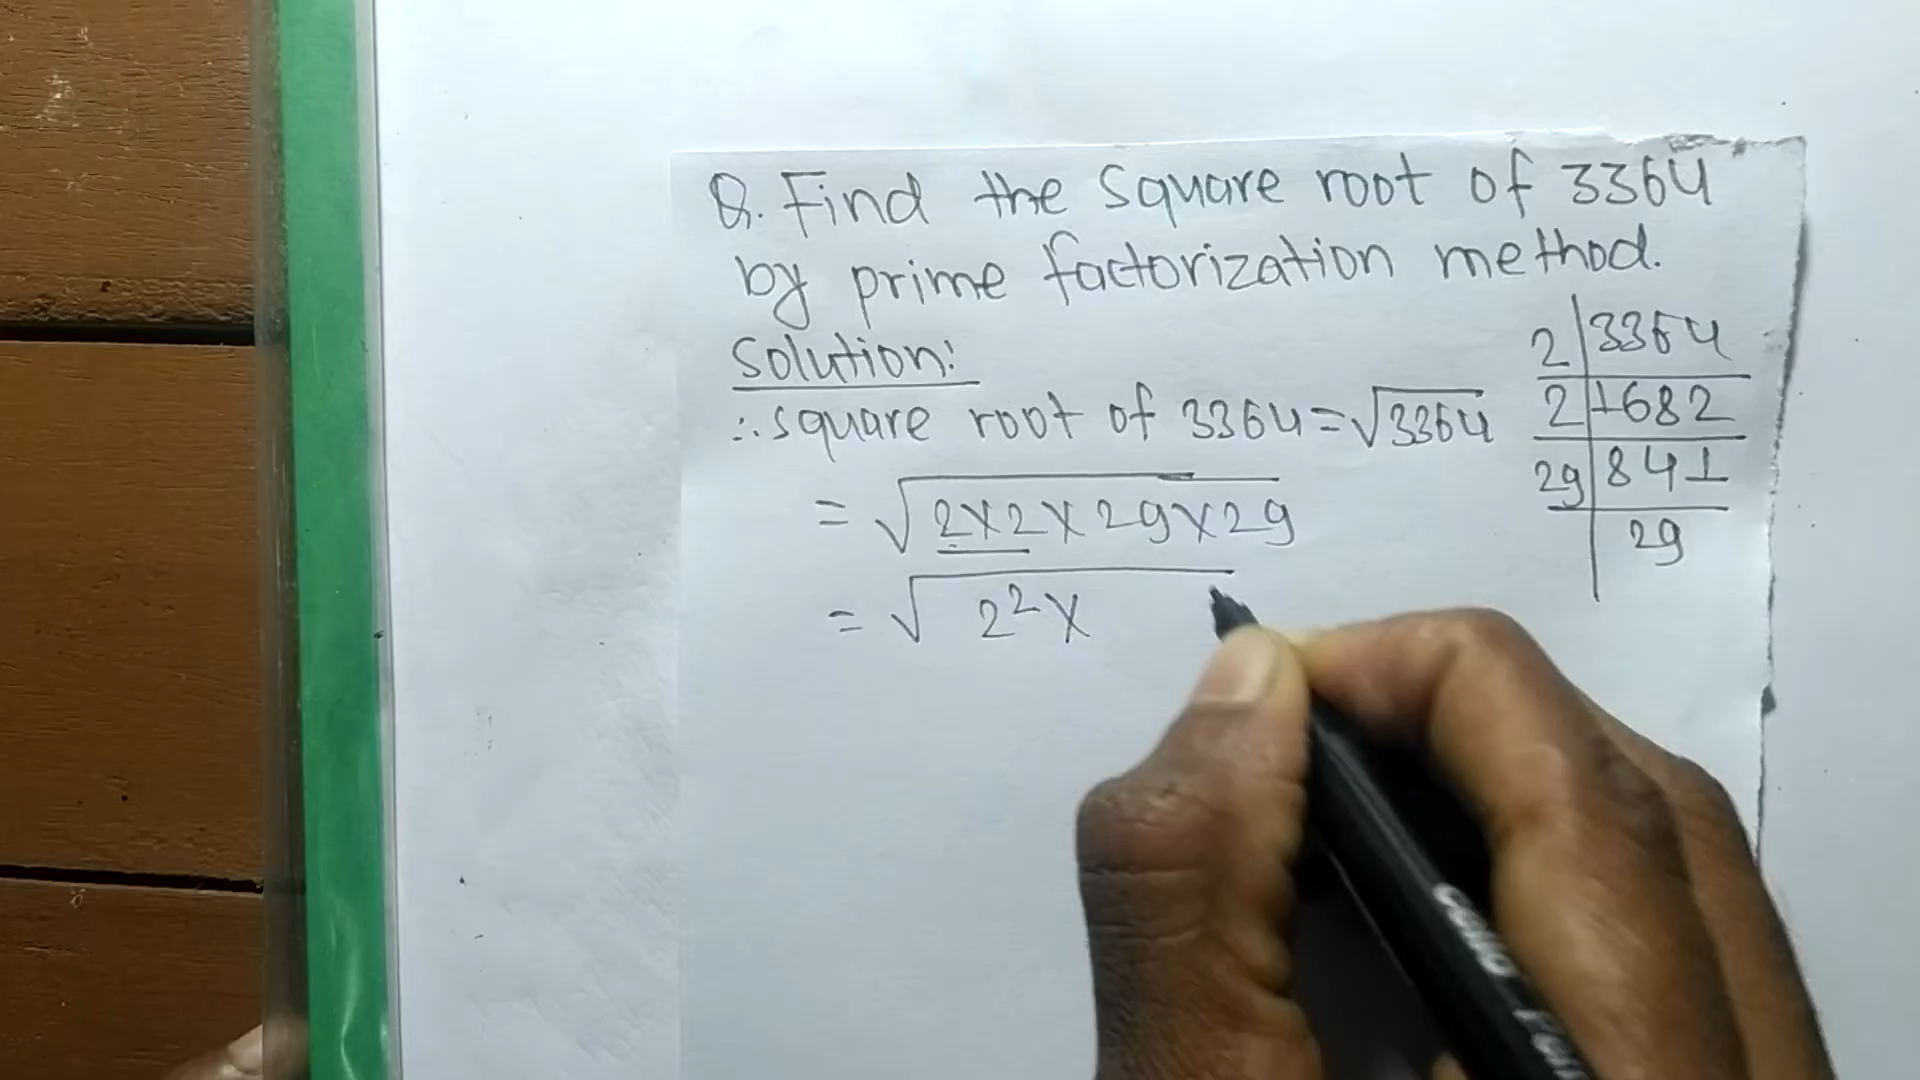 Q. Find the square root of 3364
by prime factorization method.
Solution:
∴ square root of 3364 = √3364
= √2×2×29×29
= √2²×
2 | 3364
2 | 1682
29 | 841
29
cello